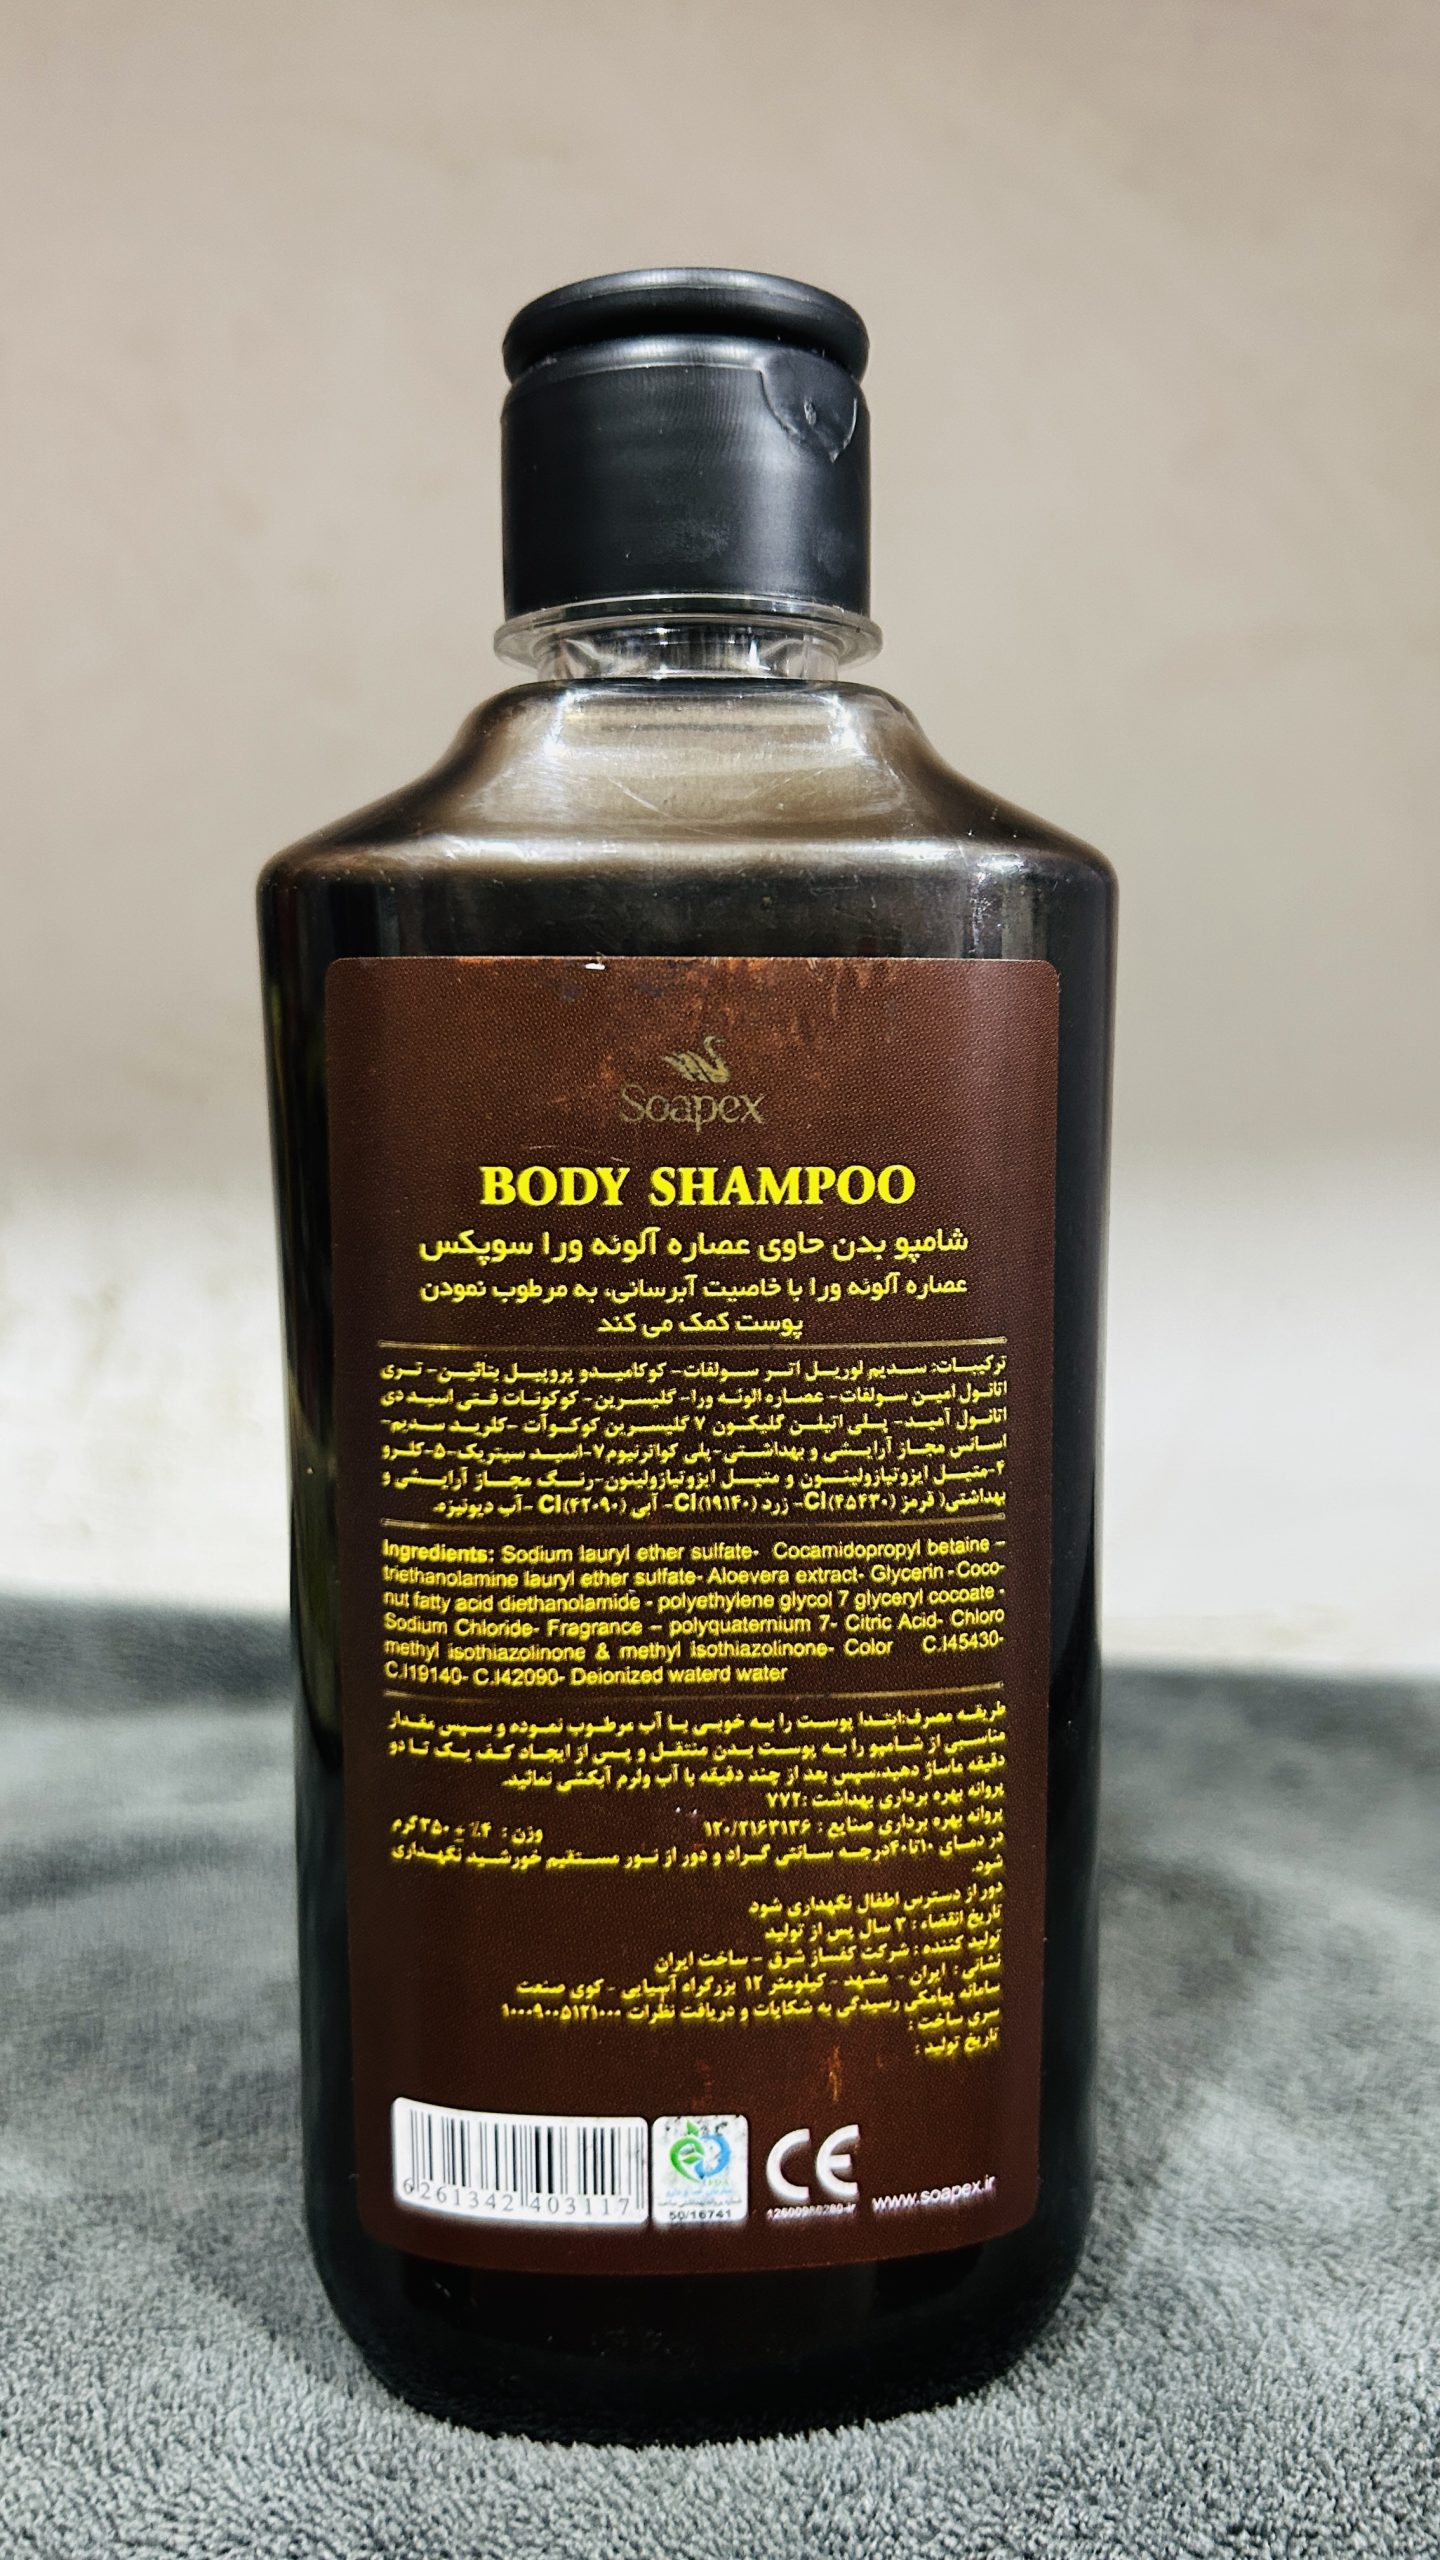 Soapex
BODY SHAMPOO
شامپو بدن حاوی عصاره آلوئه ورا سوپکس
عصاره آلوئه ورا با خاصیت آبرسانی، به مرطوب نمودن
پوست کمک می کند
ترکیبات: سدیم لوریل اتر سولفات- کوکامیدو پروپیل بتائین- تری
اتانول امین سولفات- عصاره الوئه ورا- گلیسرین- کوکونات فتی اسید دی
اتانول آمید- پلی اتیلن گلیکون ۷ گلیسرین کوکوآت -کلرید سدیم-
اسانس مجاز آرایشی و بهداشتی-پلی کواترنیوم۷-اسید سیتریک-۵-کلرو
۴-متیل ایزوتیازولینون و متیل ایزوتیازولینون-رنگ مجاز آرایشی و
بهداشتی( قرمز CI(۴۵۴۳۰- زرد CI(۱۹۱۴۰- آبی CI(۴۲۰۹۰ -آب دیونیزه.
Ingredients: Sodium lauryl ether sulfate- Cocamidopropyl betaine -
triethanolamine lauryl ether sulfate- Aloevera extract- Glycerin -Coco-
nut fatty acid diethanolamide - polyethylene glycol 7 glyceryl cocoate -
Sodium Chloride- Fragrance – polyquaternium 7- Citric Acid- Chloro
methyl isothiazolinone & methyl isothiazolinone- Color C.I45430-
C.I19140- C.I42090- Deionized waterd water
طریقه مصرف:ابتدا پوست را به خوبی با آب مرطوب نموده و سپس مقدار
مناسبی از شامپو را به پوست بدن منتقل و پس از ایجاد کف یک تا دو
دقیقه ماساژ دهید.سپس بعد از چند دقیقه با آب ولرم آبکشی نمائید.
پروانه بهره برداری بهداشت :۷۷۲
پروانه بهره برداری صنایع : ۱۲۰/۲۱۶۳۱۳۶ وزن : ۴٪ ± ۳۵۰گرم
در دمای ۱۰تا۴۰درجه سانتی گراد و دور از نور مستقیم خورشید نگهداری
شود.
دور از دسترس اطفال نگهداری شود
تاریخ انقضاء : ۳ سال پس از تولید
تولید کننده : شرکت کفساز شرق - ساخت ایران
نشانی : ایران - مشهد - کیلومتر ۱۲ بزرگراه آسیایی - کوی صنعت
سامانه پیامکی رسیدگی به شکایات و دریافت نظرات ۱۰۰۰۹۰۰۵۱۲۱۰۰۰
سری ساخت :
تاریخ تولید :
6261342 403117
50/16741
CE
12600980280-ir
www.soapex.ir